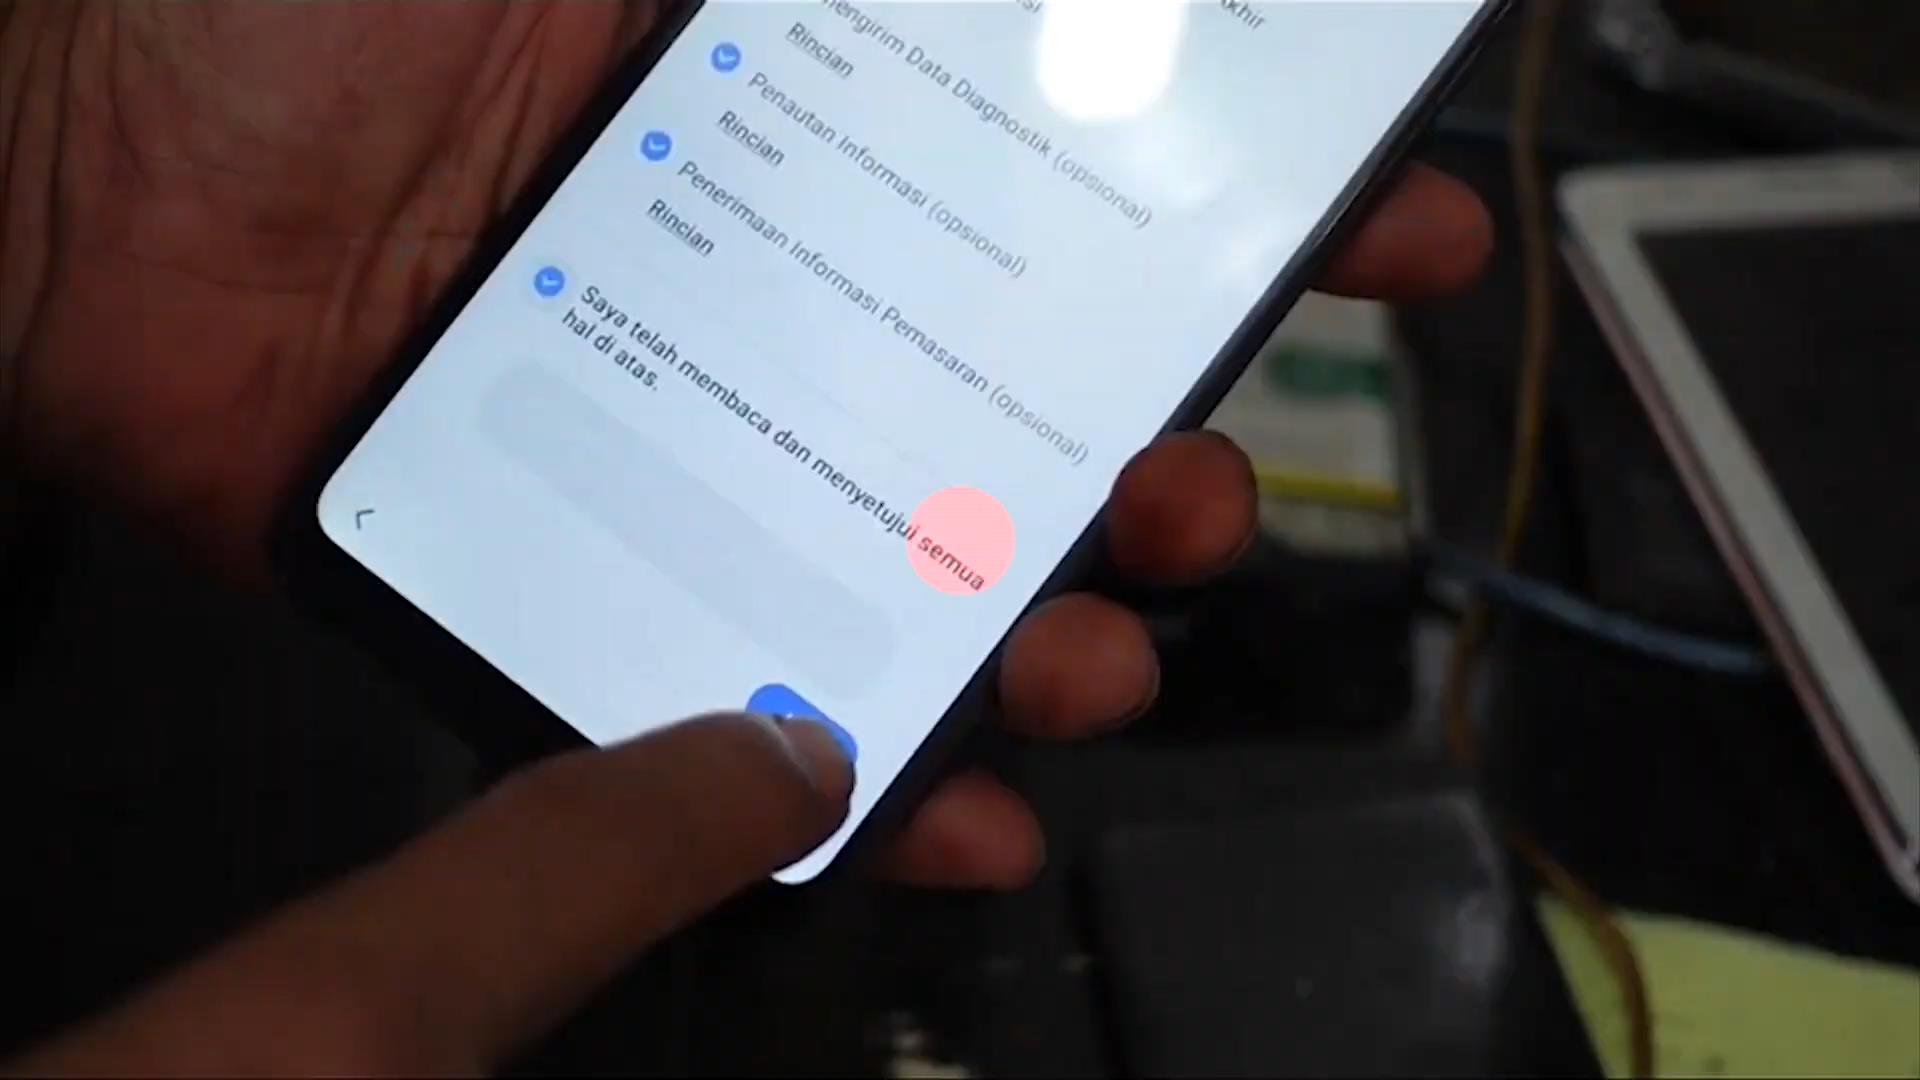 mengirim Data Diagnostik (opsional)
Rincian
Penautan Informasi (opsional)
Rincian
Penerimaan Informasi Pemasaran (opsional)
Rincian
Saya telah membaca dan menyetujui semua
hal di atas.